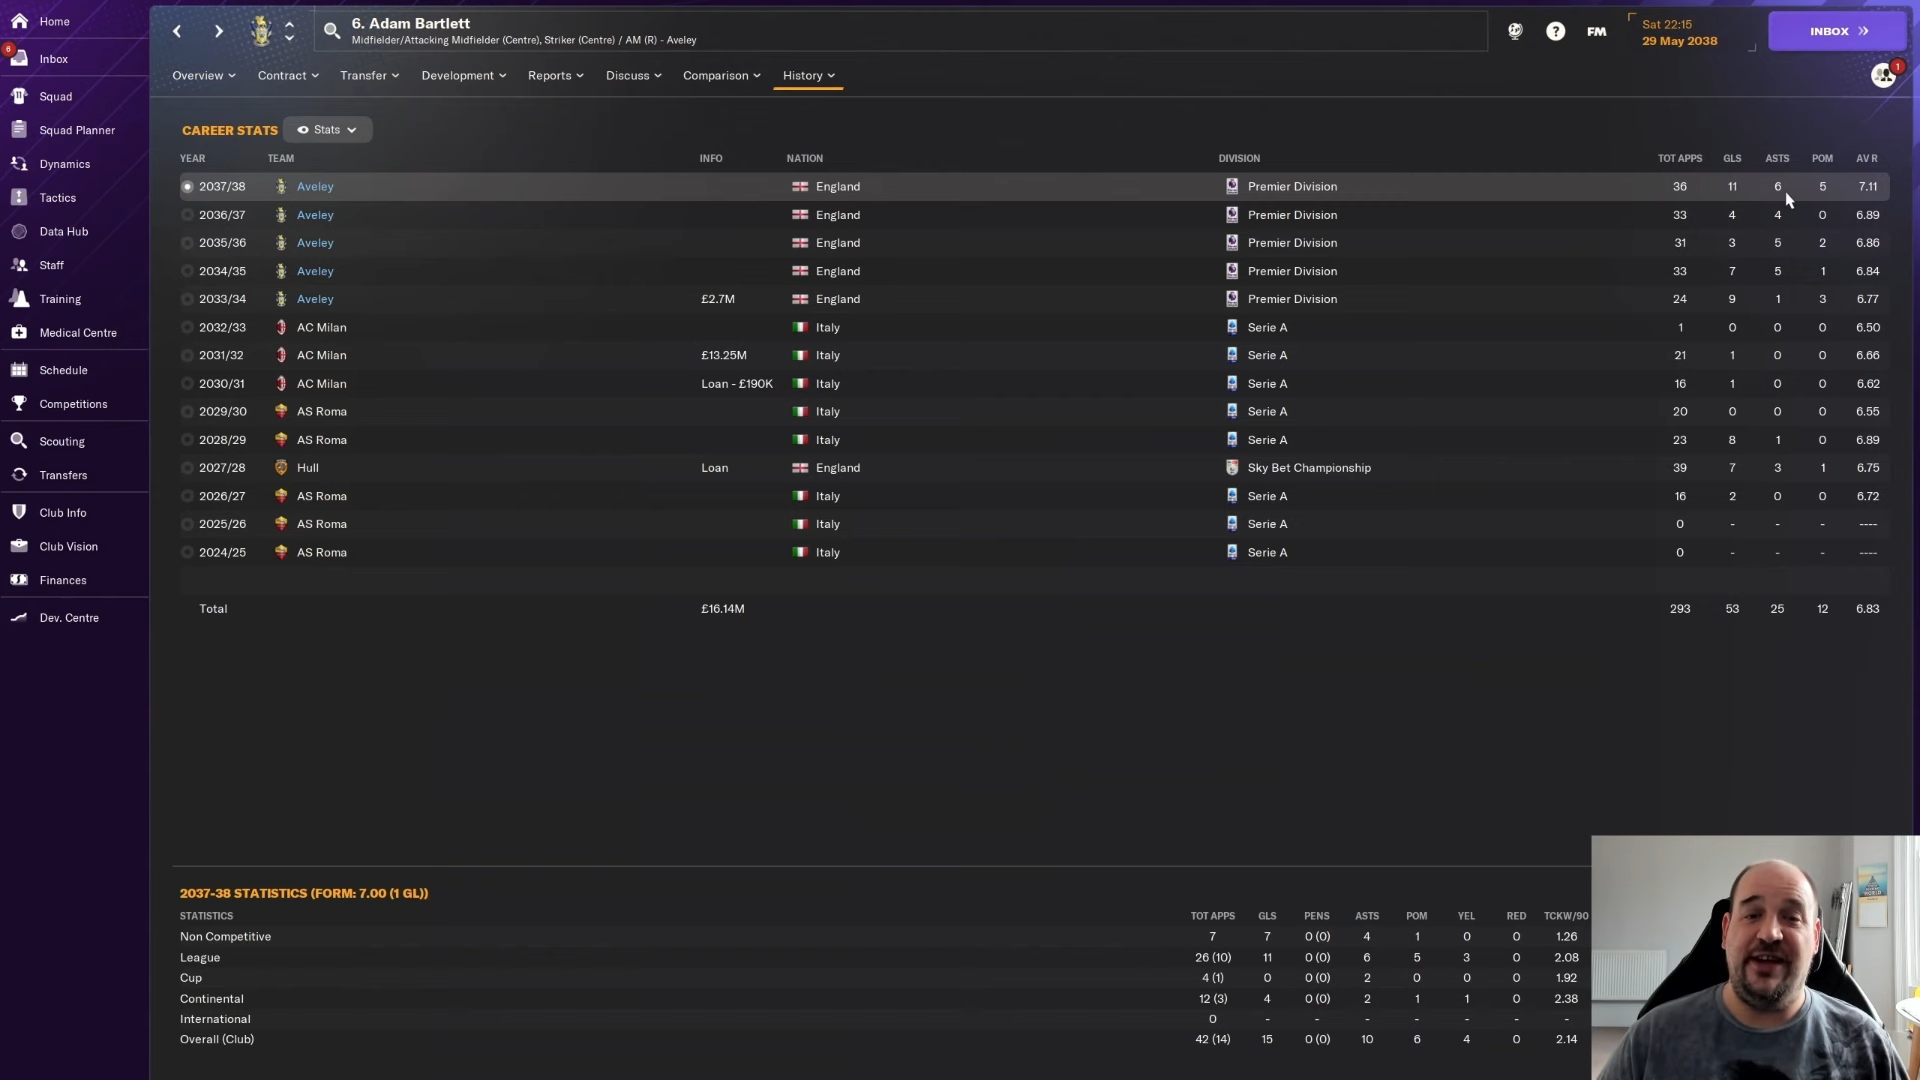 Home
6
Inbox
Squad
Squad Planner
Dynamics
Tactics
Data Hub
Staff
Training
Medical Centre
Schedule
Competitions
Scouting
Transfers
Club Info
Club Vision
Finances
Dev. Centre
6. Adam Bartlett
Midfielder/Attacking Midfielder (Centre), Striker (Centre) / AM (R) - Aveley
? FM
Sat 22:15
29 May 2038
INBOX
1
Overview Contract Transfer Development Reports Discuss Comparison History
CAREER STATS Stats
YEAR TEAM INFO NATION DIVISION TOT APPS GLS ASTS POM AV R
2037/38 Aveley England Premier Division 36 11 6 5 7.11
2036/37 Aveley England Premier Division 33 4 4 0 6.89
2035/36 Aveley England Premier Division 31 3 5 2 6.86
2034/35 Aveley England Premier Division 33 7 5 1 6.84
2033/34 Aveley £2.7M England Premier Division 24 9 1 3 6.77
2032/33 AC Milan Italy Serie A 1 0 0 0 6.50
2031/32 AC Milan £13.25M Italy Serie A 21 1 0 0 6.66
2030/31 AC Milan Loan - £190K Italy Serie A 16 1 0 0 6.62
2029/30 AS Roma Italy Serie A 20 0 0 0 6.55
2028/29 AS Roma Italy Serie A 23 8 1 0 6.89
2027/28 Hull Loan England Sky Bet Championship 39 7 3 1 6.75
2026/27 AS Roma Italy Serie A 16 2 0 0 6.72
2025/26 AS Roma Italy Serie A 0 - - - ----
2024/25 AS Roma Italy Serie A 0 - - - ----
Total £16.14M 293 53 25 12 6.83
2037-38 STATISTICS (FORM: 7.00 (1 GL))
STATISTICS TOT APPS GLS PENS ASTS POM YEL RED TCKW/90
Non Competitive 7 7 0 (0) 4 1 0 0 1.26
League 26 (10) 11 0 (0) 6 5 3 0 2.08
Cup 4 (1) 0 0 (0) 2 0 0 0 1.92
Continental 12 (3) 4 0 (0) 2 1 1 0 2.38
International 0 - - - - - - -
Overall (Club) 42 (14) 15 0 (0) 10 6 4 0 2.14